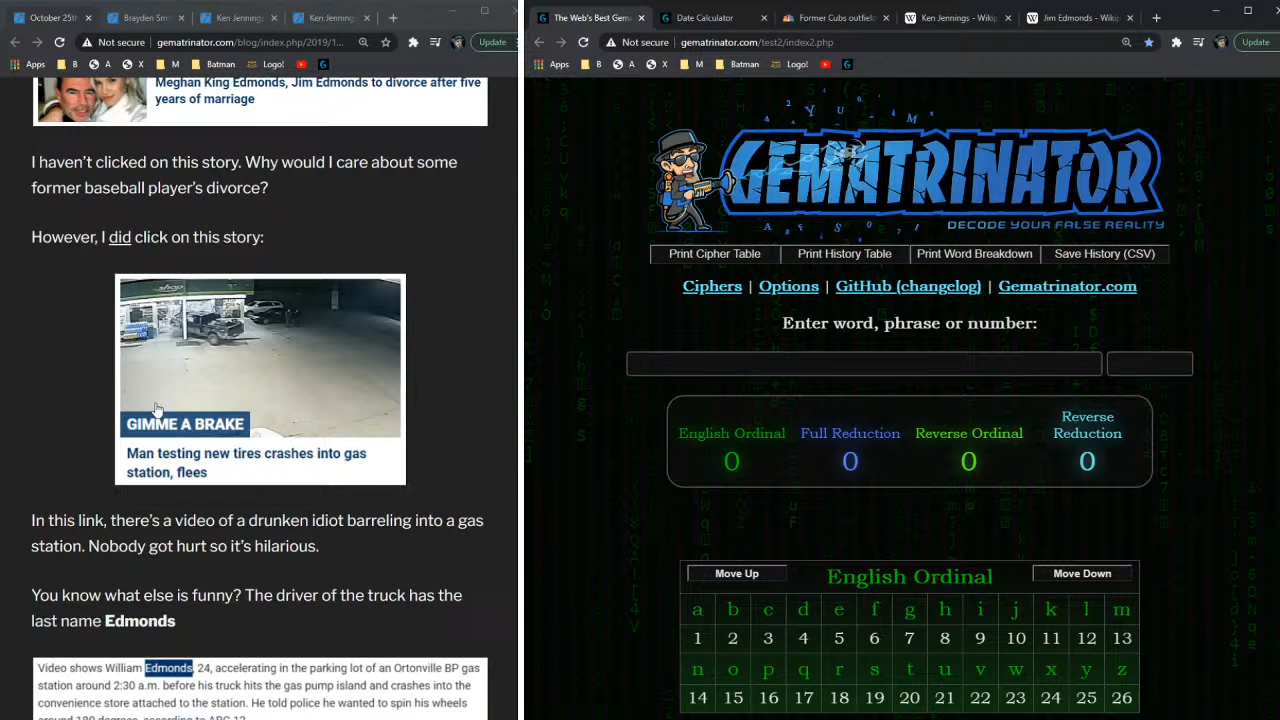 October 25th
Brayden Sm
Ken Jenning
Ken Jenning
Not secure
gematrinator.com/blog/index.php/2019/1...
Update
Apps
B
A
X
M
Batman
Logo!
Meghan King Edmonds, Jim Edmonds to divorce after five
years of marriage
I haven’t clicked on this story. Why would I care about some
former baseball player’s divorce?
However, I did click on this story:
shop
GIMME A BRAKE
Man testing new tires crashes into gas
station, flees
In this link, there’s a video of a drunken idiot barreling into a gas
station. Nobody got hurt so it’s hilarious.
You know what else is funny? The driver of the truck has the
last name Edmonds
Video shows William Edmonds, 24, accelerating in the parking lot of an Ortonville BP gas
station around 2:30 a.m. before his truck hits the gas pump island and crashes into the
convenience store attached to the station. He told police he wanted to spin his wheels
around 180 degrees, according to ABC 12.
The Web's Best Gem
Date Calculator
Former Cubs outfiel
Ken Jennings - Wikip
Jim Edmonds - Wikip
Not secure
gematrinator.com/test2/index2.php
Update
Apps
B
A
X
M
Batman
Logo!
GEMATRINATOR
DECODE YOUR FALSE REALITY
Print Cipher Table
Print History Table
Print Word Breakdown
Save History (CSV)
Ciphers | Options | GitHub (changelog) | Gematrinator.com
Enter word, phrase or number:
English Ordinal
0
Full Reduction
0
Reverse Ordinal
0
Reverse
Reduction
0
Move Up
English Ordinal
Move Down
a b c d e f g h i j k l m
1 2 3 4 5 6 7 8 9 10 11 12 13
n o p q r s t u v w x y z
14 15 16 17 18 19 20 21 22 23 24 25 26